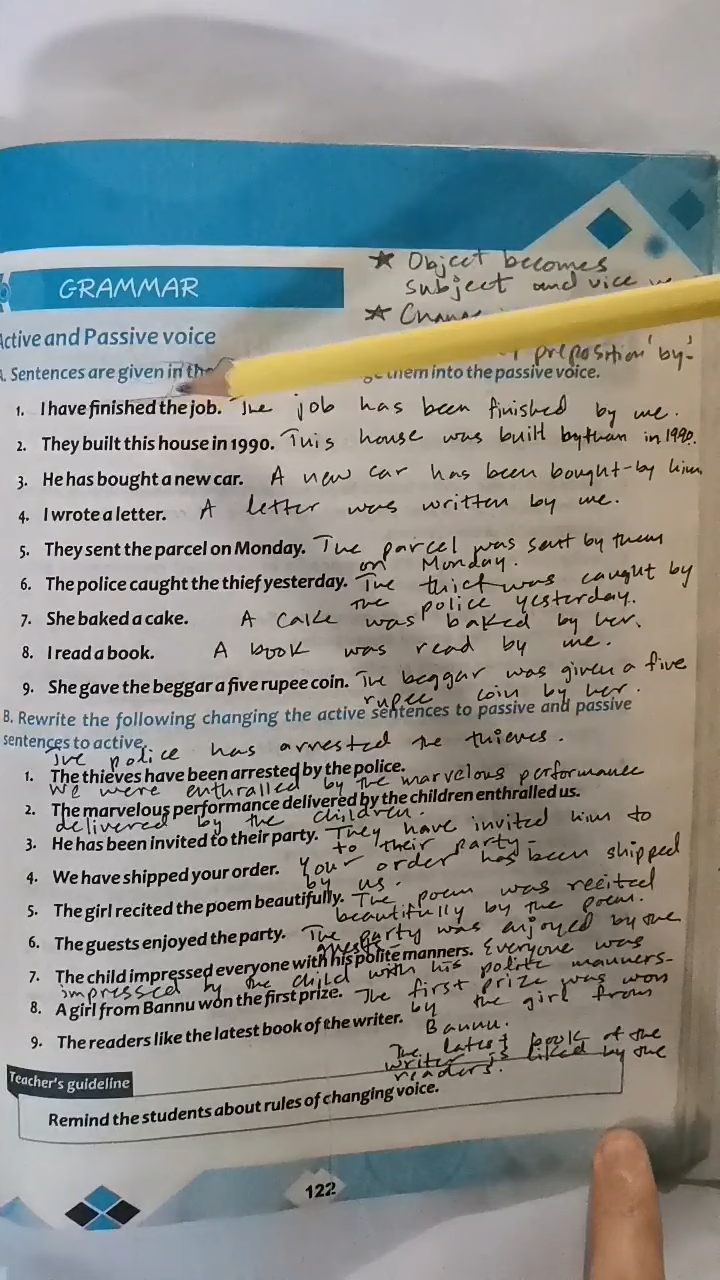 ★ Object becomes
subject and vice
GRAMMAR
★ Chan
Active and Passive voice
preposition 'by'
A. Sentences are given in the them into the passive voice.
1. I have finished the job. The job has been finished by me.
2. They built this house in 1990. This house was built by them in 1990.
3. He has bought a new car. A new car has been bought by him.
4. I wrote a letter. A letter was written by me.
5. They sent the parcel on Monday. The parcel was sent by them
on Monday.
6. The police caught the thief yesterday. The thief was caught by
the police yesterday.
7. She baked a cake. A cake was baked by her.
8. I read a book. A book was read by me.
9. She gave the beggar a five rupee coin. The beggar was given a five
rupee coin by her.
B. Rewrite the following changing the active sentences to passive and passive
sentences to active.
The police has arrested the thieves.
1. The thieves have been arrested by the police.
We were enthralled by the marvelous performance
2. The marvelous performance delivered by the children enthralled us.
delivered by the children.
3. He has been invited to their party. They have invited him to
to their party.
4. We have shipped your order. Your order has been shipped
by us.
5. The girl recited the poem beautifully. The poem was recited
beautifully by the poem.
6. The guests enjoyed the party. The party was enjoyed by the
guests.
7. The child impressed everyone with his polite manners. Everyone was
impressed by the child with his polite manners.
8. A girl from Bannu won the first prize. The first prize was won
by the girl from
Bannu.
9. The readers like the latest book of the writer.
The latest book of the
writer is liked by the
readers.
Teacher's guideline
Remind the students about rules of changing voice.
122